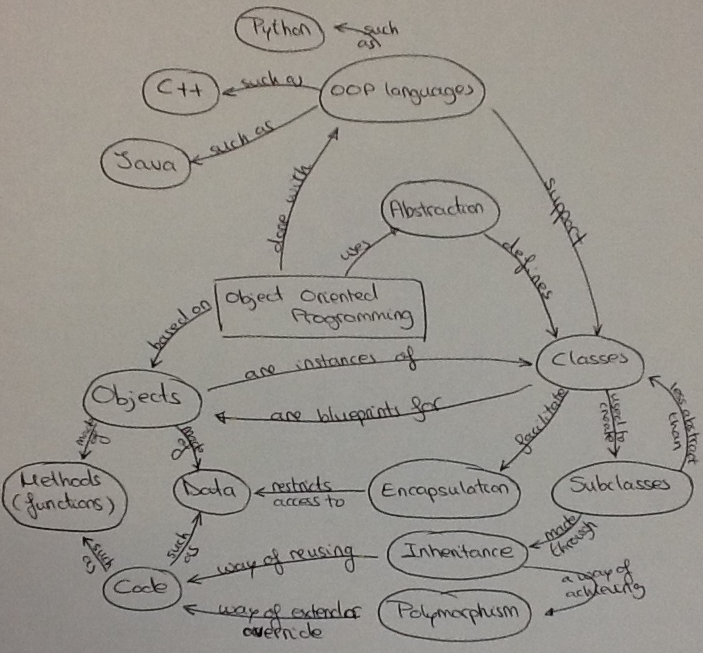 Python
such
as
C++
such as
OOP languages
Java
such as
done with
support
Abstraction
uses
defines
Object Oriented
Programming
based on
are instances of
Classes
Objects
are blueprints for
made
of
made
of
facilitate
used to
create
less abstract
than
Methods
(functions)
Data
restricts
access to
Encapsulation
Subclasses
such
as
such
as
way of reusing
Inheritance
made
through
Code
a way of
achieving
way of extend or
override
Polymorphism